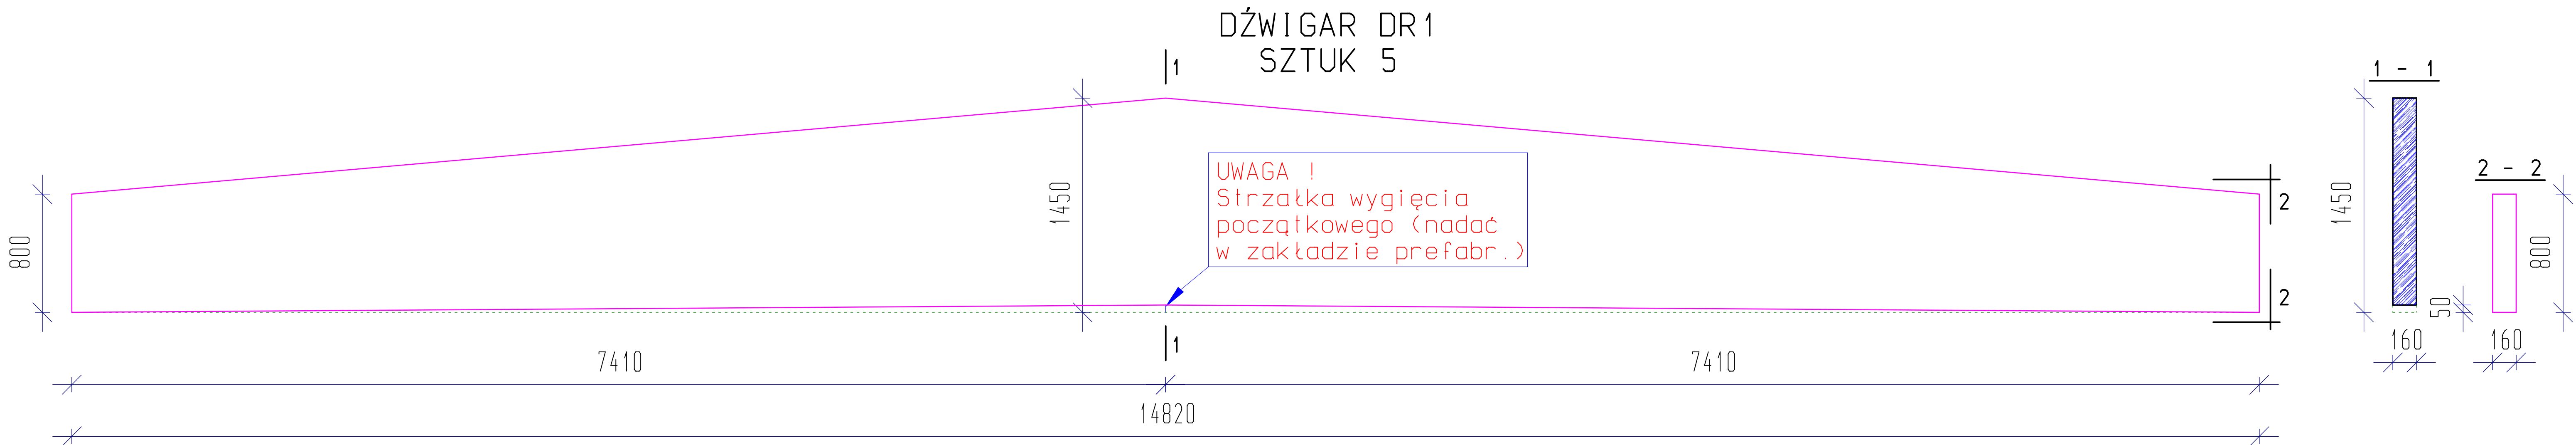 DŹWIGAR DR1
SZTUK 5
1
1 - 1
UWAGA !
Strzałka wygięcia
początkowego (nadać
w zakładzie prefabr.)
2 - 2
1450
1450
2
800
800
2
50
1
160
160
7410
7410
14820